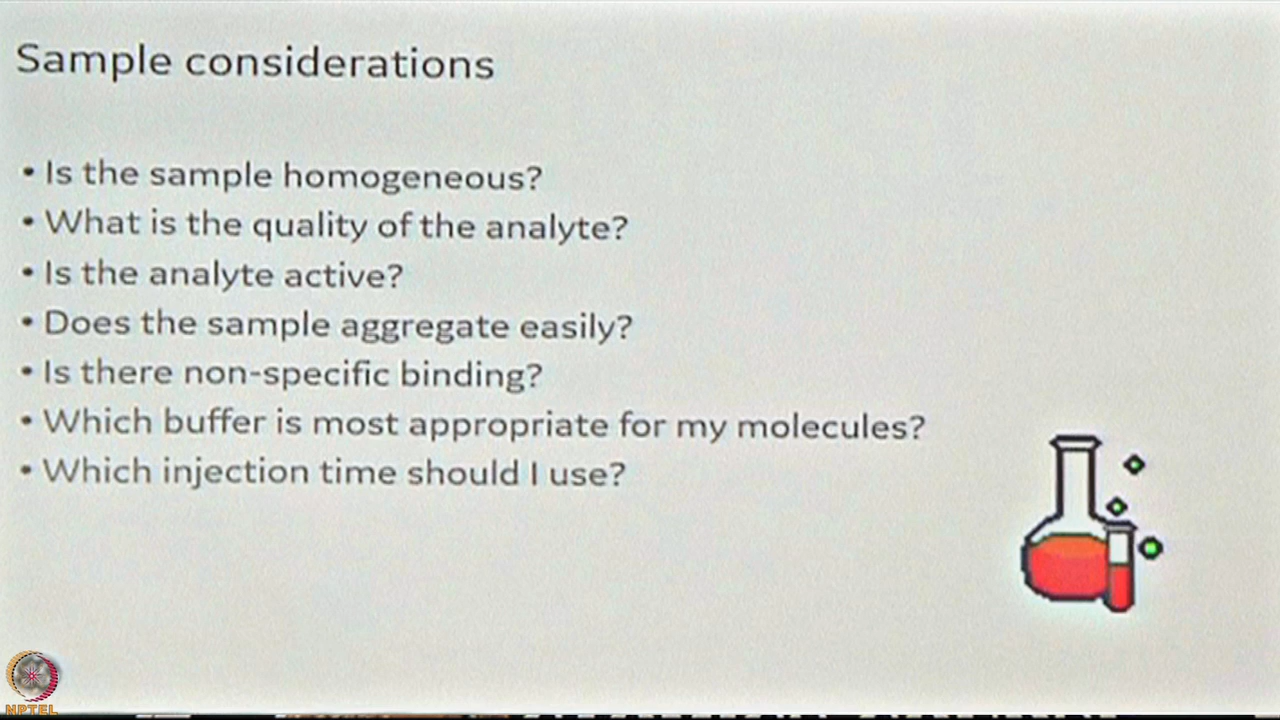 Sample considerations
• Is the sample homogeneous?
• What is the quality of the analyte?
• Is the analyte active?
• Does the sample aggregate easily?
• Is there non-specific binding?
• Which buffer is most appropriate for my molecules?
• Which injection time should I use?
NPTEL